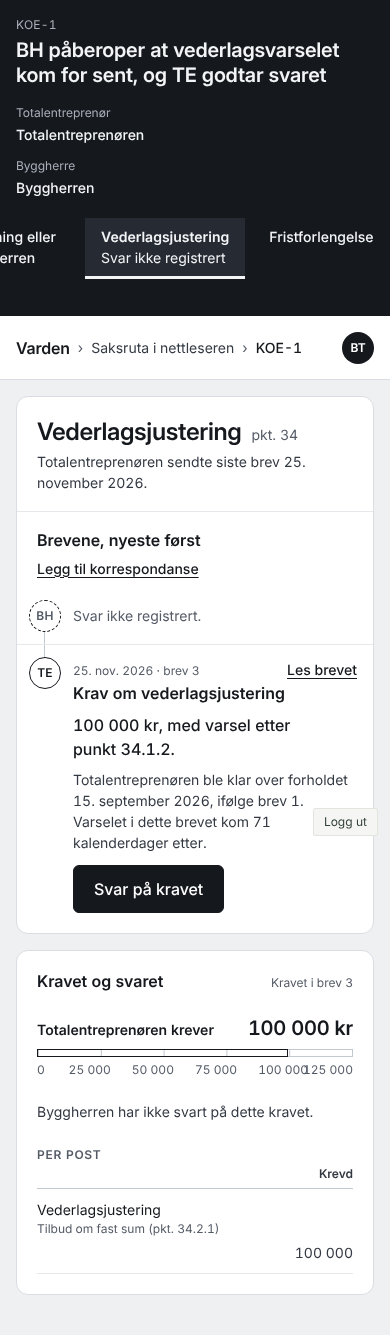 KOE-1
BH påberoper at vederlagsvarselet
kom for sent, og TE godtar svaret
Totalentreprenør
Totalentreprenøren
Byggherre
Byggherren
ing eller
erren
Vederlagsjustering
Svar ikke registrert
Fristforlengelse
Varden › Saksruta i nettleseren › KOE-1
BT
Vederlagsjustering pkt. 34
Totalentreprenøren sendte siste brev 25.
november 2026.
Brevene, nyeste først
Legg til korrespondanse
BH Svar ikke registrert.
TE 25. nov. 2026 · brev 3 Les brevet
Krav om vederlagsjustering
100 000 kr, med varsel etter
punkt 34.1.2.
Totalentreprenøren ble klar over forholdet
15. september 2026, ifølge brev 1.
Varselet i dette brevet kom 71
kalenderdager etter.
Logg ut
Svar på kravet
Kravet og svaret Kravet i brev 3
Totalentreprenøren krever 100 000 kr
0 25 000 50 000 75 000 100 000 125 000
Byggherren har ikke svart på dette kravet.
PER POST
Krevd
Vederlagsjustering
Tilbud om fast sum (pkt. 34.2.1)
100 000